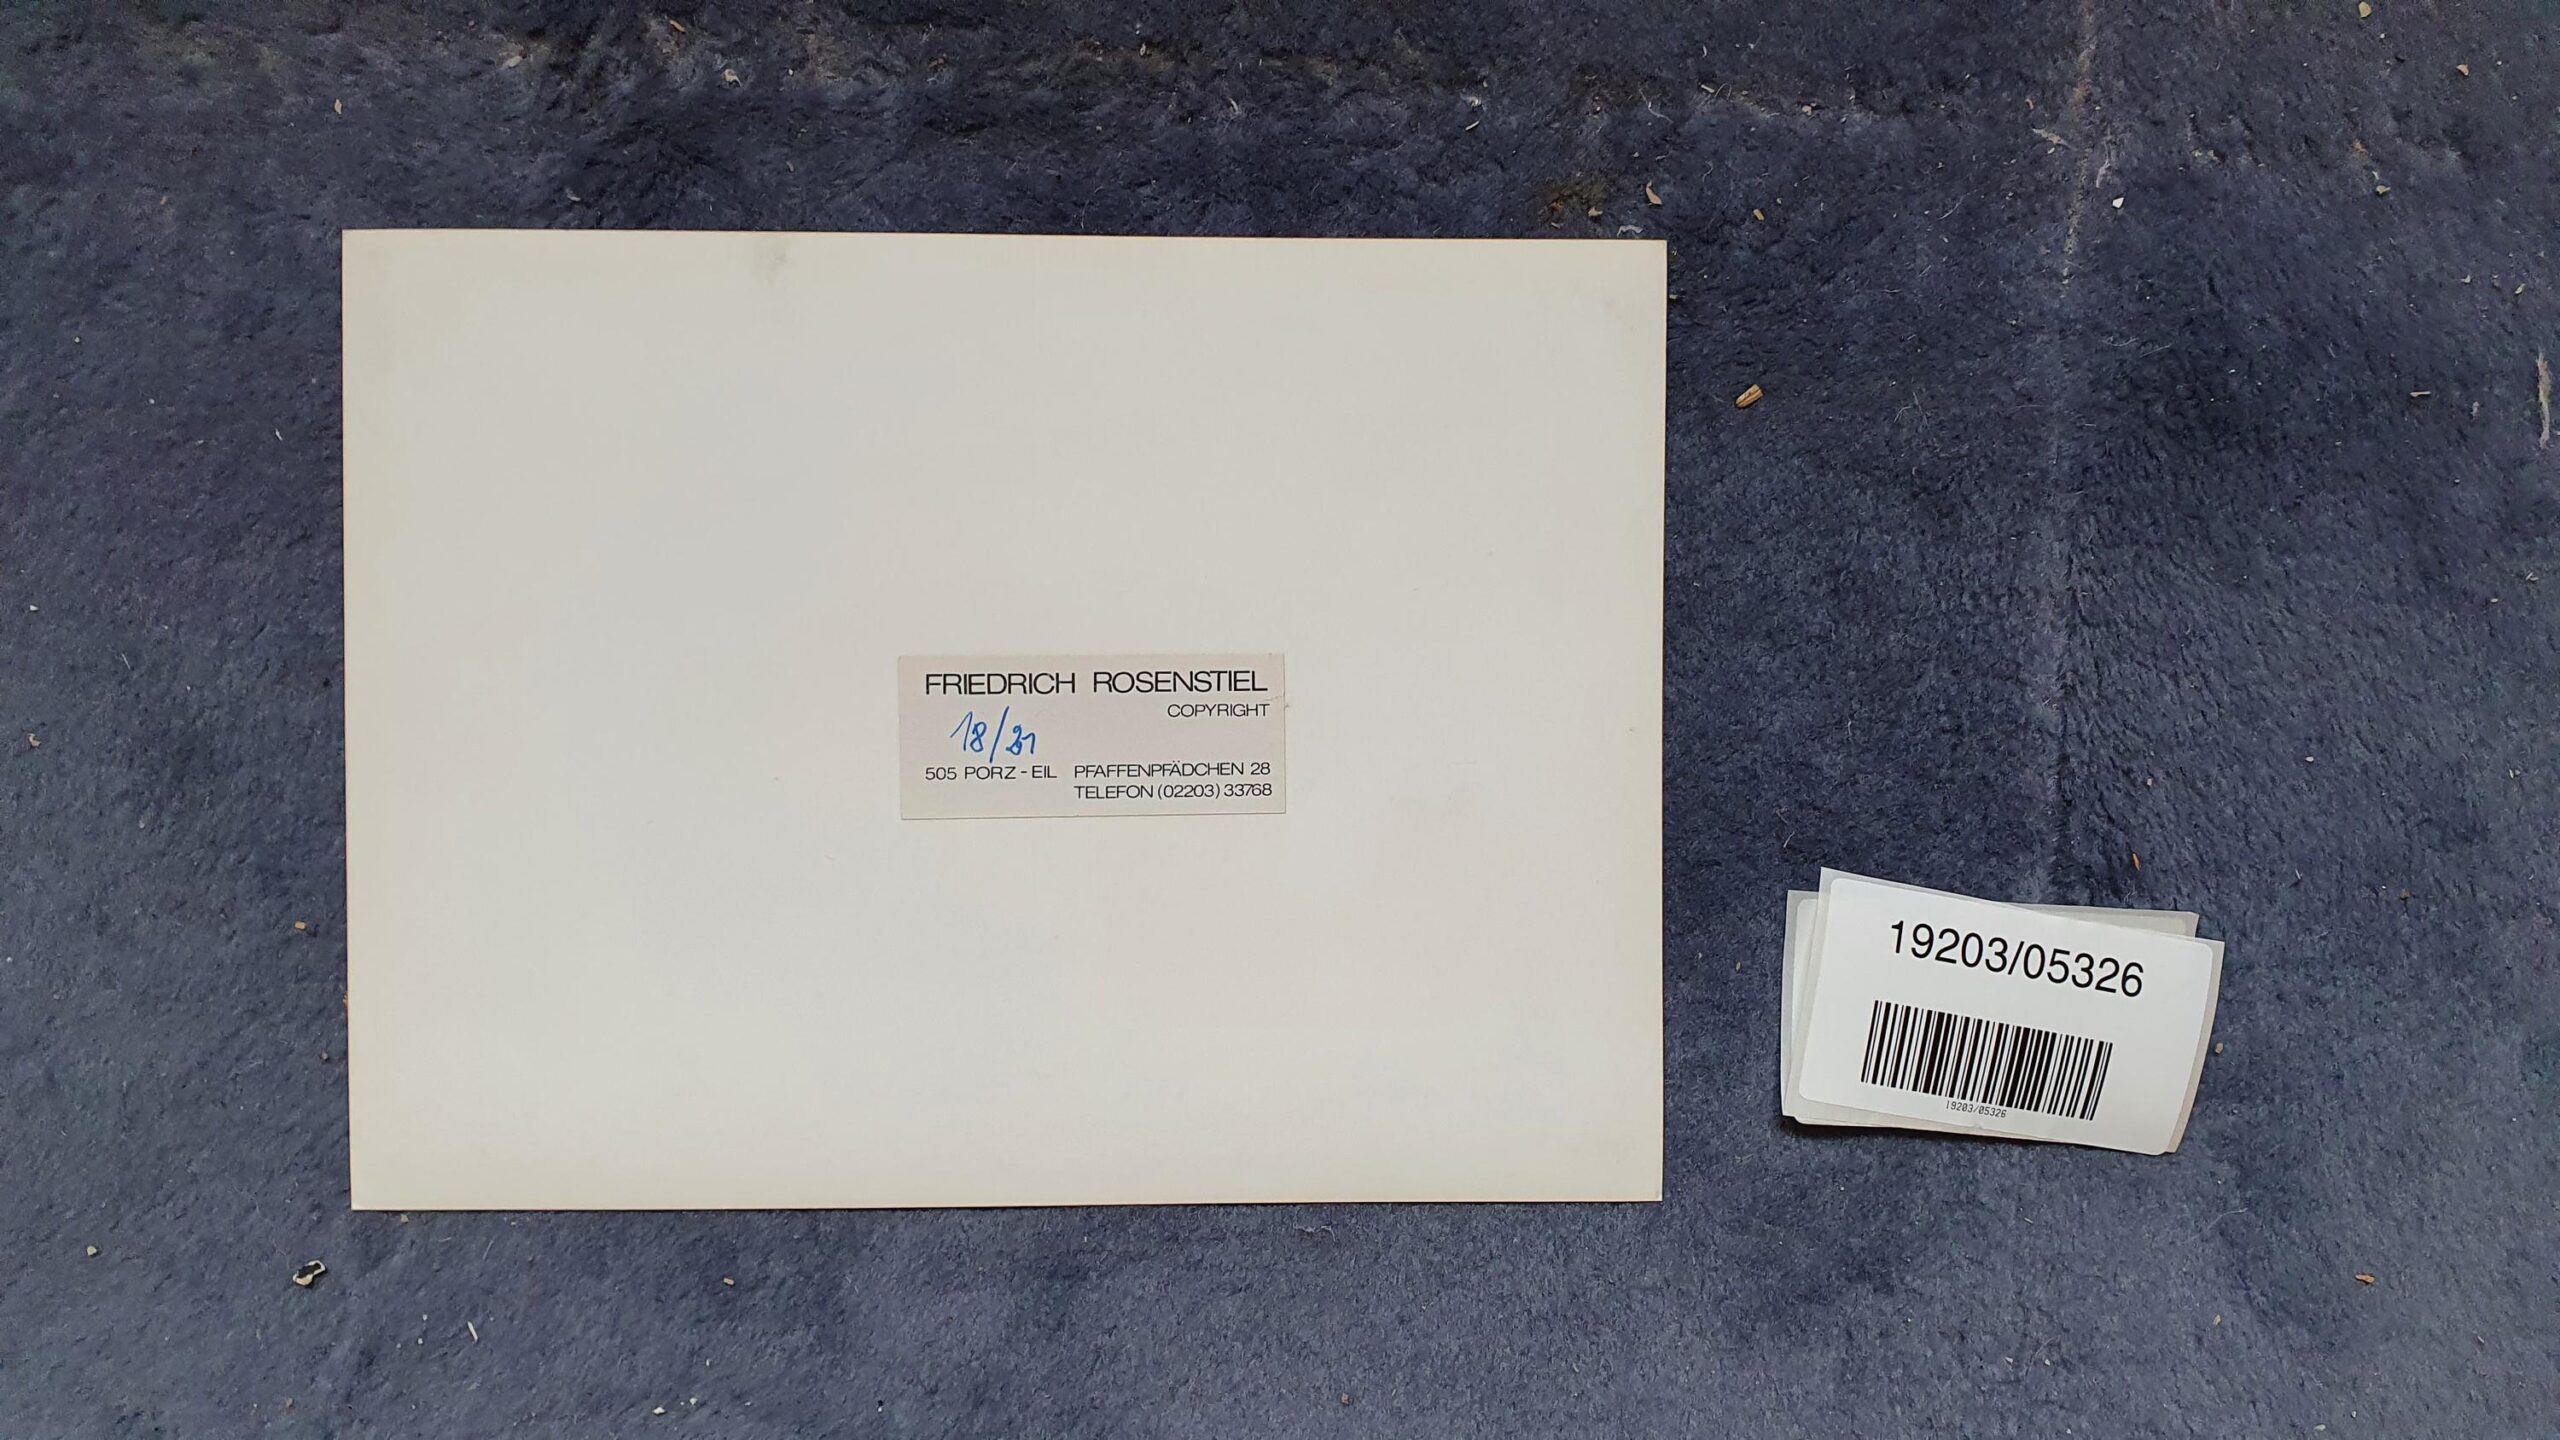 FRIEDRICH ROSENSTIEL
COPYRIGHT
18/21
505 PORZ - EIL PFAFFENPFÄDCHEN 28
TELEFON (02203) 33768
19203/05326
19203/05326